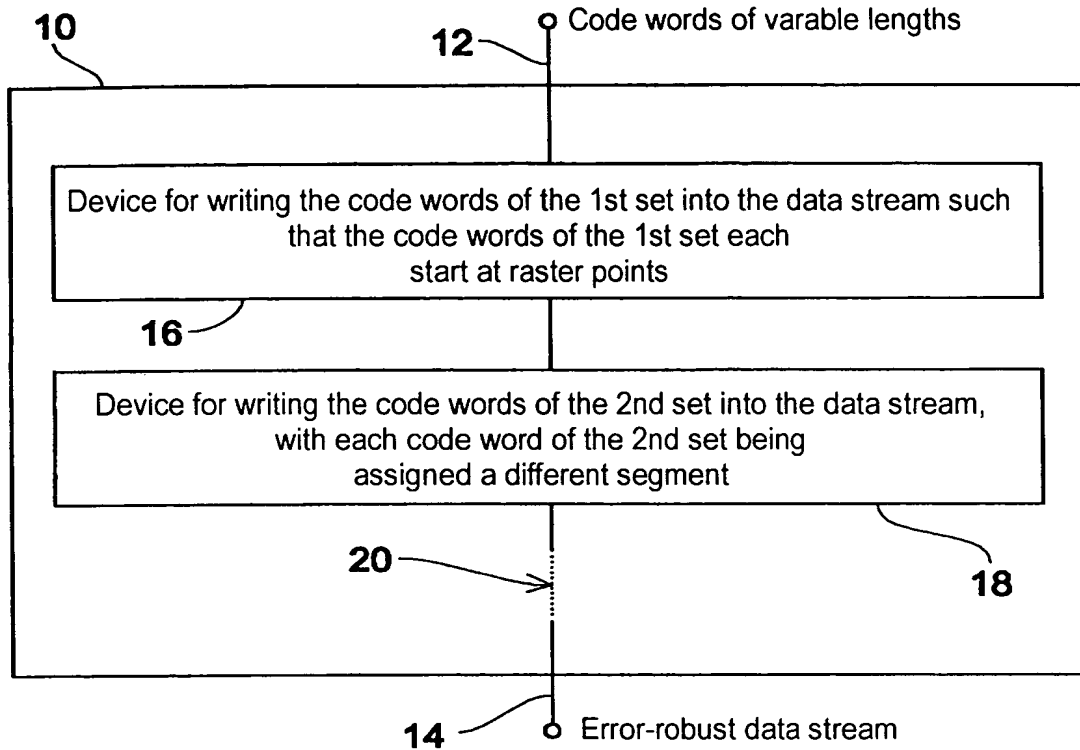 10
12
Code words of varable lengths
Device for writing the code words of the 1st set into the data stream such
that the code words of the 1st set each
start at raster points
16
Device for writing the code words of the 2nd set into the data stream,
with each code word of the 2nd set being
assigned a different segment
20
18
14
Error-robust data stream